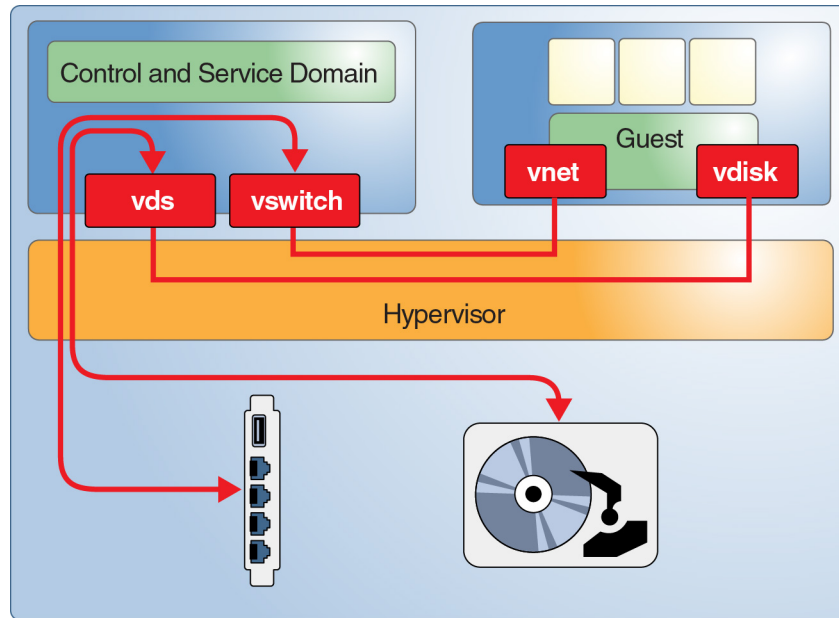 Control and Service Domain
Guest
vds
vswitch
vnet
vdisk
Hypervisor